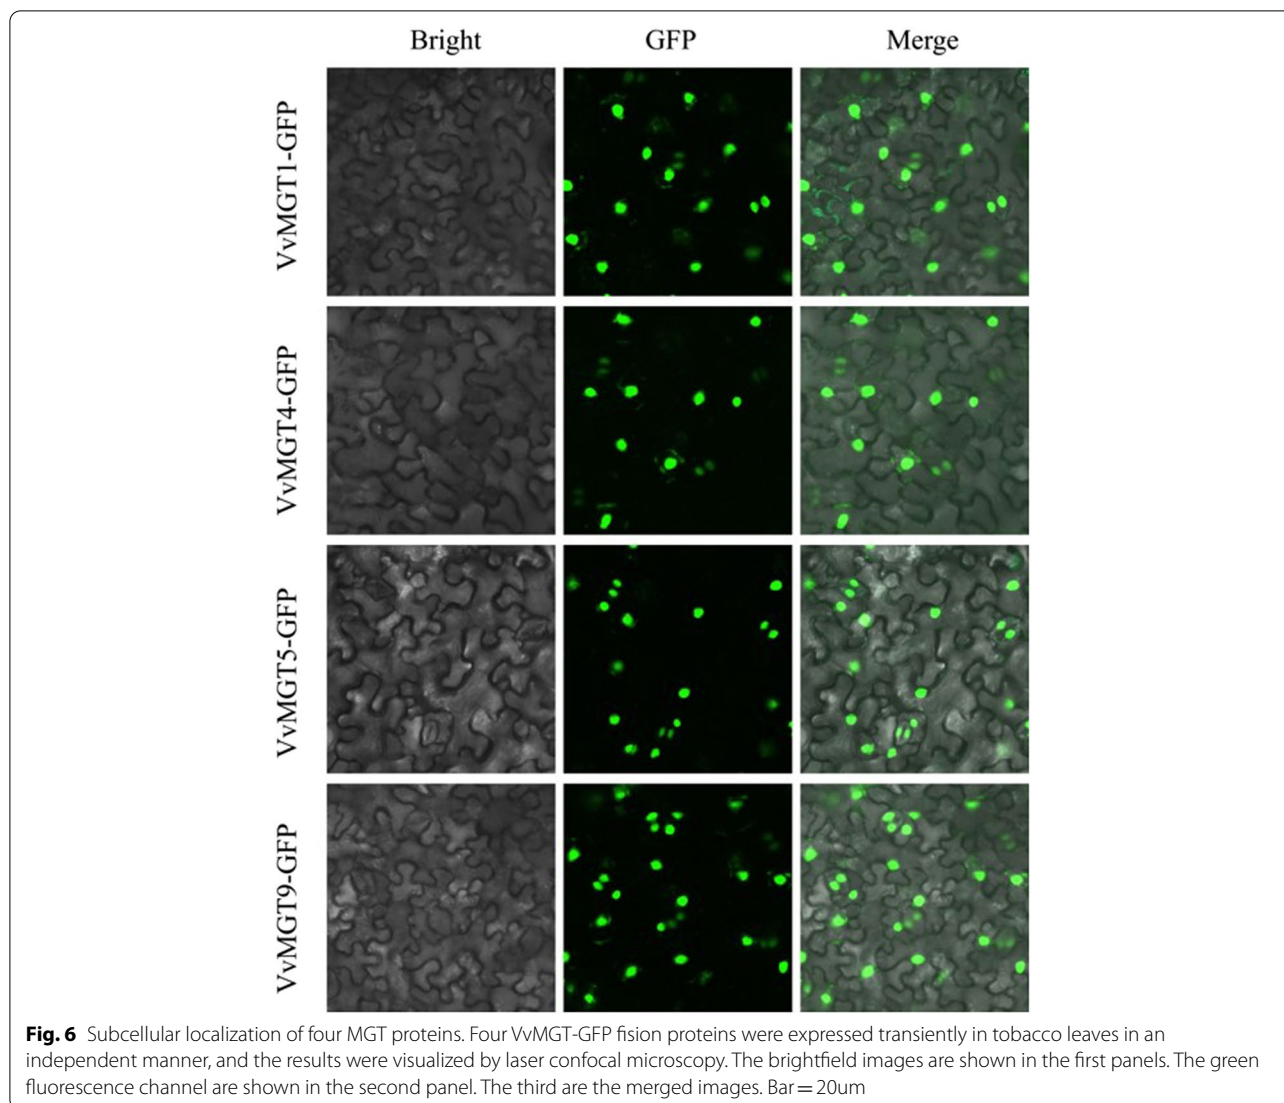 Bright GFP Merge
VvMGT1-GFP
VvMGT4-GFP
VvMGT5-GFP
VvMGT9-GFP
Fig. 6 Subcellular localization of four MGT proteins. Four VvMGT-GFP fision proteins were expressed transiently in tobacco leaves in an
independent manner, and the results were visualized by laser confocal microscopy. The brightfield images are shown in the first panels. The green
fluorescence channel are shown in the second panel. The third are the merged images. Bar = 20um